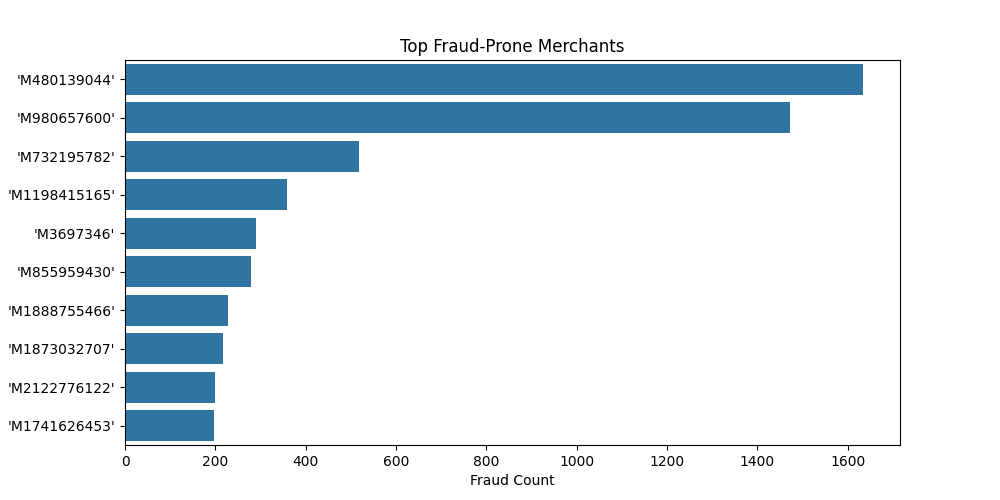 Top Fraud-Prone Merchants
'M480139044'
'M980657600'
'M732195782'
'M1198415165'
'M3697346'
'M855959430'
'M1888755466'
'M1873032707'
'M2122776122'
'M1741626453'
0 200 400 600 800 1000 1200 1400 1600
Fraud Count